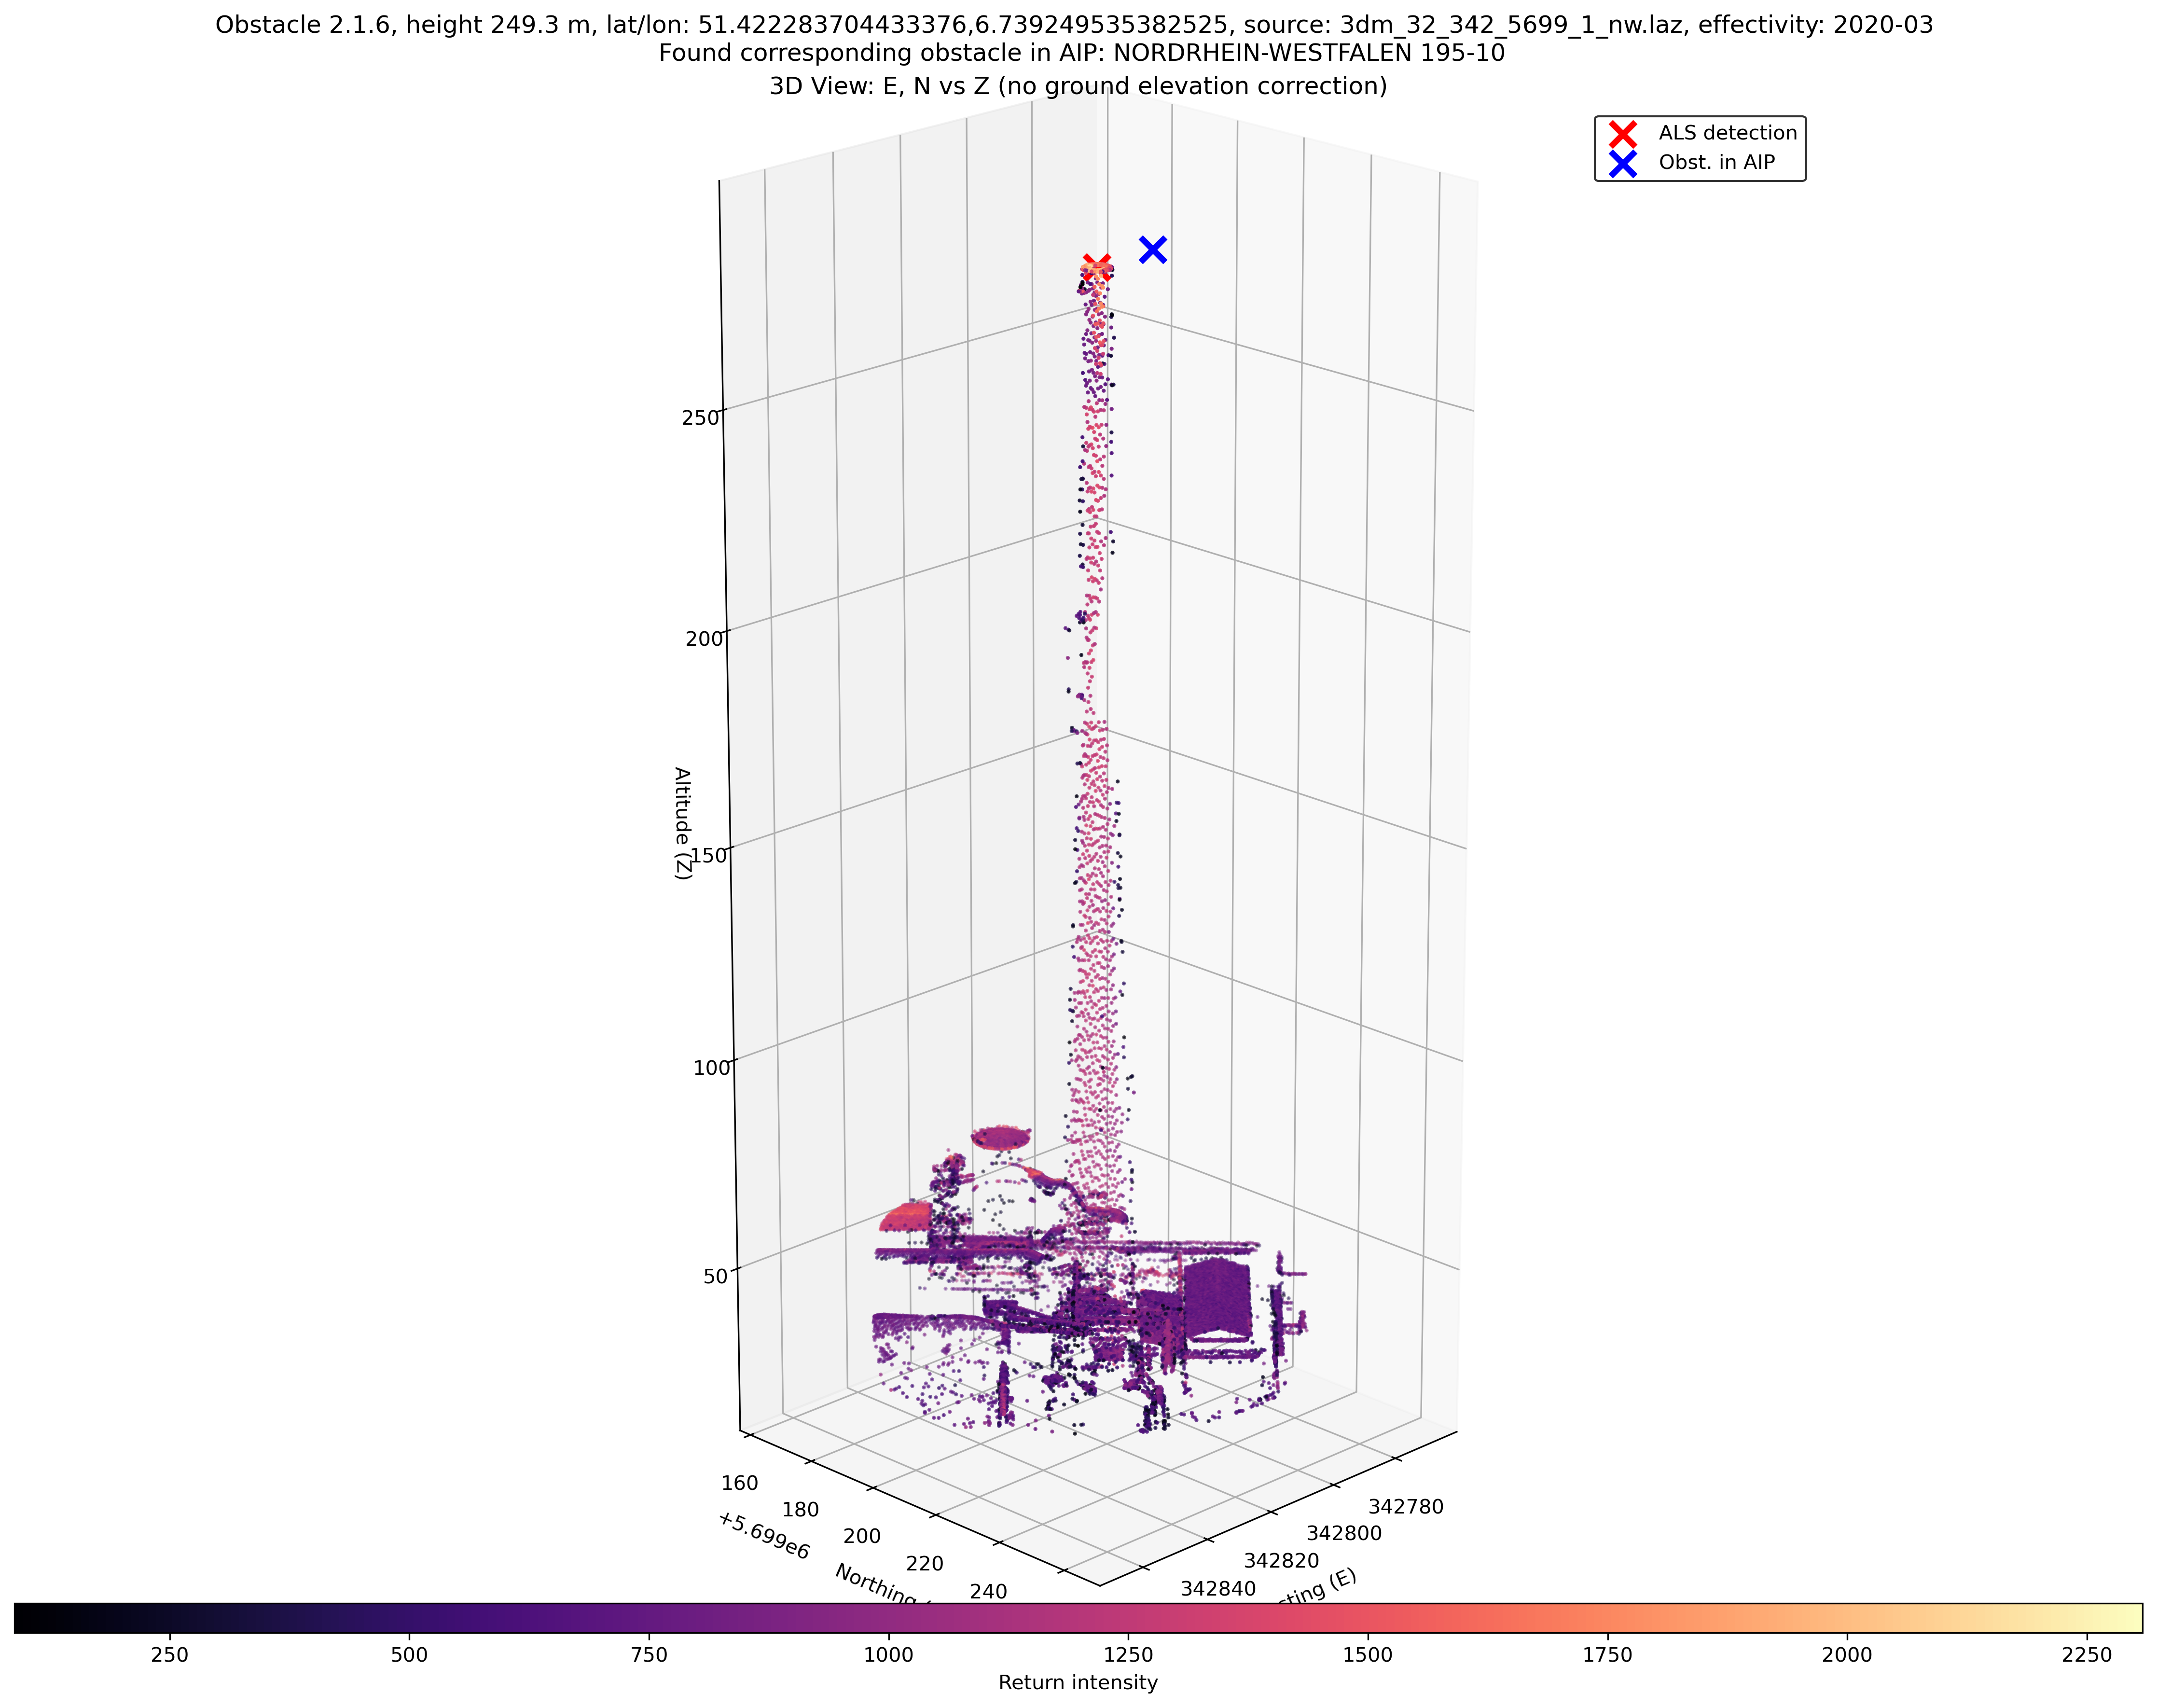 Obstacle 2.1.6, height 249.3 m, lat/lon: 51.422283704433376,6.739249535382525, source: 3dm_32_342_5699_1_nw.laz, effectivity: 2020-03
Found corresponding obstacle in AIP: NORDRHEIN-WESTFALEN 195-10
3D View: E, N vs Z (no ground elevation correction)
ALS detection
Obst. in AIP
250
200
150
100
50
Altitude (Z)
160
180
200
220
240
+5.699e6
Northing
342780
342800
342820
342840
sting (E)
250
500
750
1000
1250
1500
1750
2000
2250
Return intensity